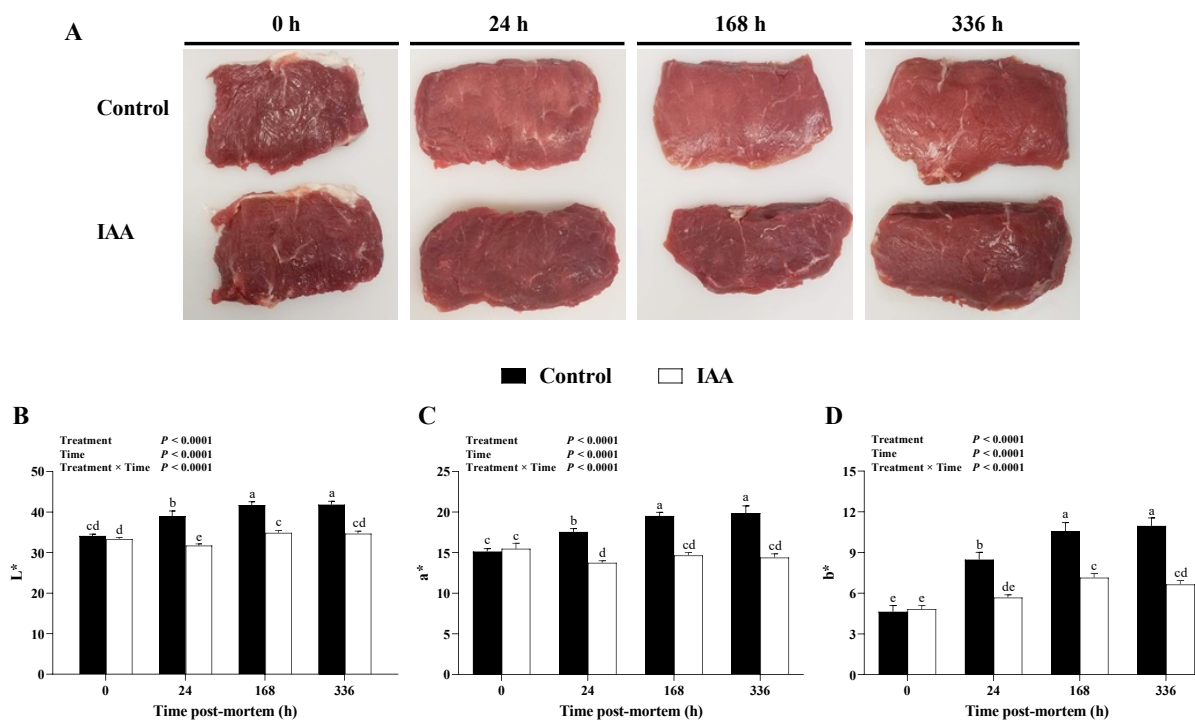 A
0 h 24 h 168 h 336 h
Control
IAA
Control IAA
B
Treatment P < 0.0001
Time P < 0.0001
Treatment × Time P < 0.0001
50
40
30
20
10
0
L*
cd d b e a c a cd
0 24 168 336
Time post-mortem (h)
C
Treatment P < 0.0001
Time P < 0.0001
Treatment × Time P < 0.0001
25
20
15
10
5
0
a*
c c b d a cd a cd
0 24 168 336
Time post-mortem (h)
D
Treatment P < 0.0001
Time P < 0.0001
Treatment × Time P < 0.0001
15
12
9
6
3
0
b*
e e b de a c a cd
0 24 168 336
Time post-mortem (h)